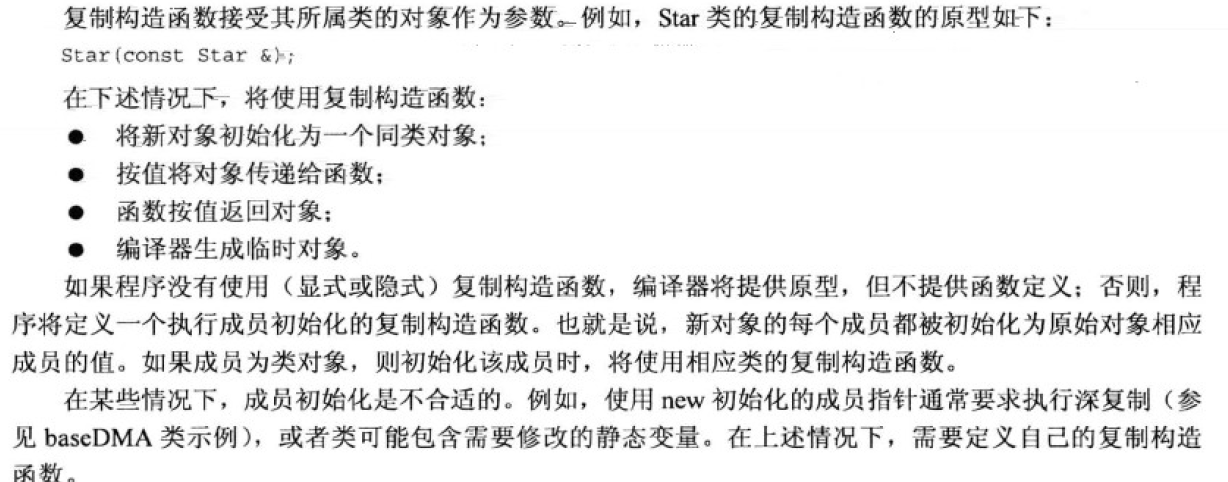 复制构造函数接受其所属类的对象作为参数。例如，Star 类的复制构造函数的原型如下：
Star(const Star &);
在下述情况下，将使用复制构造函数：
● 将新对象初始化为一个同类对象；
● 按值将对象传递给函数；
● 函数按值返回对象；
● 编译器生成临时对象。
如果程序没有使用（显式或隐式）复制构造函数，编译器将提供原型，但不提供函数定义；否则，程
序将定义一个执行成员初始化的复制构造函数。也就是说，新对象的每个成员都被初始化为原始对象相应
成员的值。如果成员为类对象，则初始化该成员时，将使用相应类的复制构造函数。
在某些情况下，成员初始化是不合适的。例如，使用 new 初始化的成员指针通常要求执行深复制（参
见 baseDMA 类示例），或者类可能包含需要修改的静态变量。在上述情况下，需要定义自己的复制构造
函数。